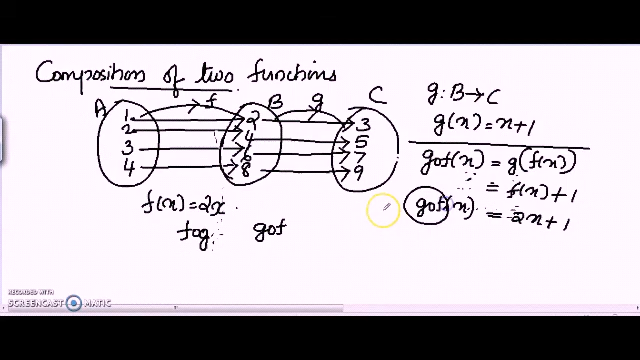 Composition of two functions
A f B g C
1 2 3
2 4 5
3 6 7
4 8 9
f(x)=2x
fog gof
g: B→C
g(x)=x+1
gof(x) = g(f(x))
= f(x)+1
gof(x) = 2x+1
RECORDED WITH
SCREENCAST MATIC